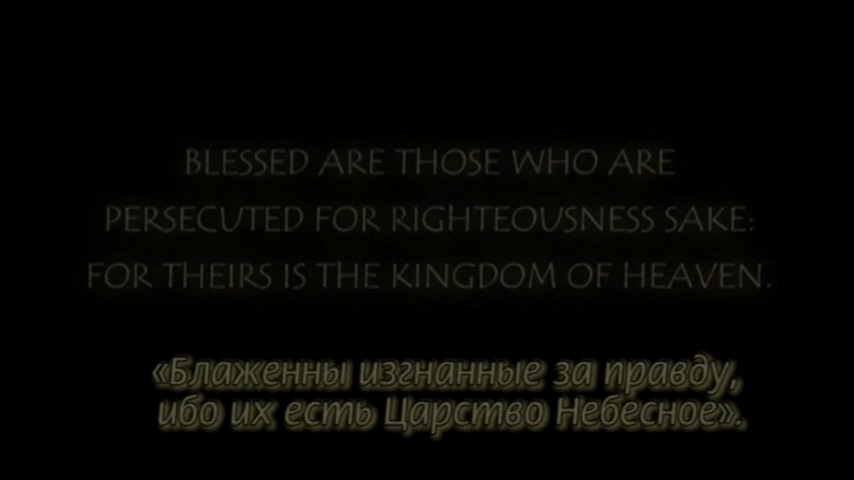 BLESSED ARE THOSE WHO ARE
PERSECUTED FOR RIGHTEOUSNESS SAKE:
FOR THEIRS IS THE KINGDOM OF HEAVEN.
«Блаженны изгнанные за правду,
ибо их есть Царство Небесное».